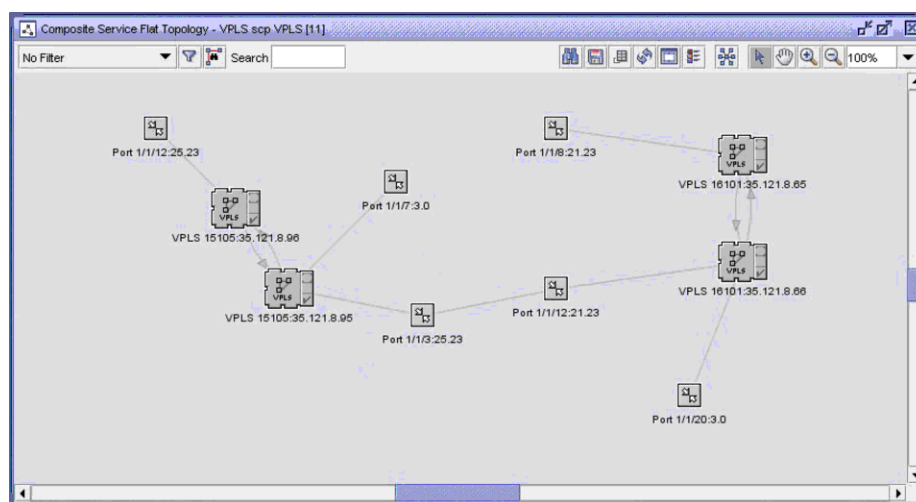 Composite Service Flat Topology - VPLS scp VPLS [11]
No Filter
Search
100%
Port 1/1/12:25.23
Port 1/1/8:21.23
VPLS
VPLS 16101:35.121.8.65
Port 1/1/7:3.0
VPLS
VPLS 15105:35.121.8.96
VPLS
VPLS 16101:35.121.8.66
VPLS
VPLS 15105:35.121.8.95
Port 1/1/12:21.23
Port 1/1/3:25.23
Port 1/1/20:3.0